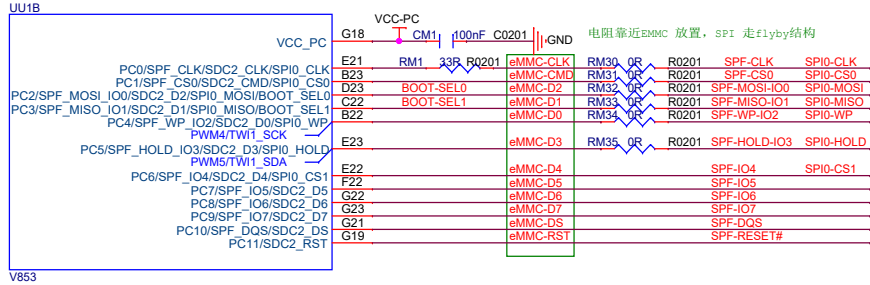 UU1B
VCC-PC
VCC_PC G18 CM1 100nF C0201 GND 电阻靠近EMMC 放置，SPI 走flyby结构
PC0/SPF_CLK/SDC2_CLK/SPI0_CLK E21 RM1 33R R0201 eMMC-CLK RM30 0R R0201 SPF-CLK SPI0-CLK
PC1/SPF_CS0/SDC2_CMD/SPI0_CS0 B23 eMMC-CMD RM31 0R R0201 SPF-CS0 SPI0-CS0
PC2/SPF_MOSI_IO0/SDC2_D2/SPI0_MOSI/BOOT_SEL0 D23 BOOT-SEL0 eMMC-D2 RM32 0R R0201 SPF-MOSI-IO0 SPI0-MOSI
PC3/SPF_MISO_IO1/SDC2_D1/SPI0_MISO/BOOT_SEL1 C22 BOOT-SEL1 eMMC-D1 RM33 0R R0201 SPF-MISO-IO1 SPI0-MISO
PC4/SPF_WP_IO2/SDC2_D0/SPI0_WP B22 eMMC-D0 RM34 0R R0201 SPF-WP-IO2 SPI0-WP
PWM4/TWI1_SCK
PC5/SPF_HOLD_IO3/SDC2_D3/SPI0_HOLD E23 eMMC-D3 RM35 0R R0201 SPF-HOLD-IO3 SPI0-HOLD
PWM5/TWI1_SDA
PC6/SPF_IO4/SDC2_D4/SPI0_CS1 E22 eMMC-D4 SPF-IO4 SPI0-CS1
PC7/SPF_IO5/SDC2_D5 F22 eMMC-D5 SPF-IO5
PC8/SPF_IO6/SDC2_D6 G22 eMMC-D6 SPF-IO6
PC9/SPF_IO7/SDC2_D7 G23 eMMC-D7 SPF-IO7
PC10/SPF_DQS/SDC2_DS G21 eMMC-DS SPF-DQS
PC11/SDC2_RST G19 eMMC-RST SPF-RESET#
V853